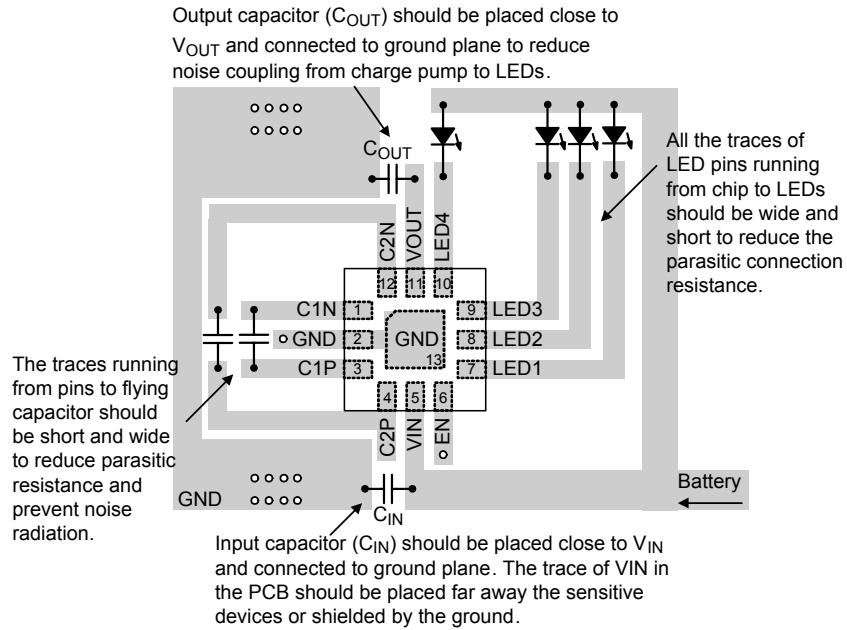 Output capacitor (COUT) should be placed close to
VOUT and connected to ground plane to reduce
noise coupling from charge pump to LEDs.
COUT
All the traces of
LED pins running
from chip to LEDs
should be wide and
short to reduce the
parasitic connection
resistance.
C2N
VOUT
LED4
12
11
10
C1N 1
9 LED3
GND 2
GND
13
8 LED2
C1P 3
7 LED1
4
5
6
C2P
VIN
EN
The traces running
from pins to flying
capacitor should
be short and wide
to reduce parasitic
resistance and
prevent noise
radiation.
GND
Battery
CIN
Input capacitor (CIN) should be placed close to VIN
and connected to ground plane. The trace of VIN in
the PCB should be placed far away the sensitive
devices or shielded by the ground.